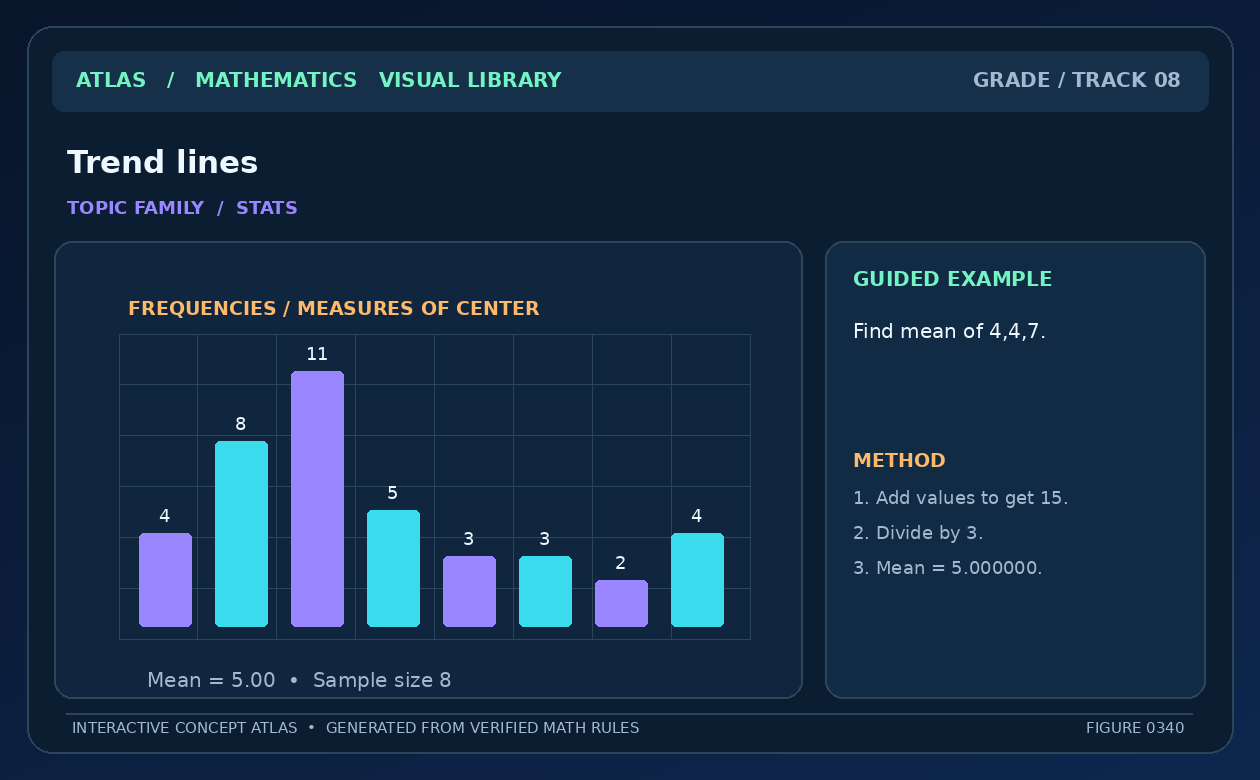 ATLAS / MATHEMATICS VISUAL LIBRARY
GRADE / TRACK 08
Trend lines
TOPIC FAMILY / STATS
FREQUENCIES / MEASURES OF CENTER
4
8
11
5
3
3
2
4
Mean = 5.00 • Sample size 8
GUIDED EXAMPLE
Find mean of 4,4,7.
METHOD
1. Add values to get 15.
2. Divide by 3.
3. Mean = 5.000000.
INTERACTIVE CONCEPT ATLAS • GENERATED FROM VERIFIED MATH RULES
FIGURE 0340